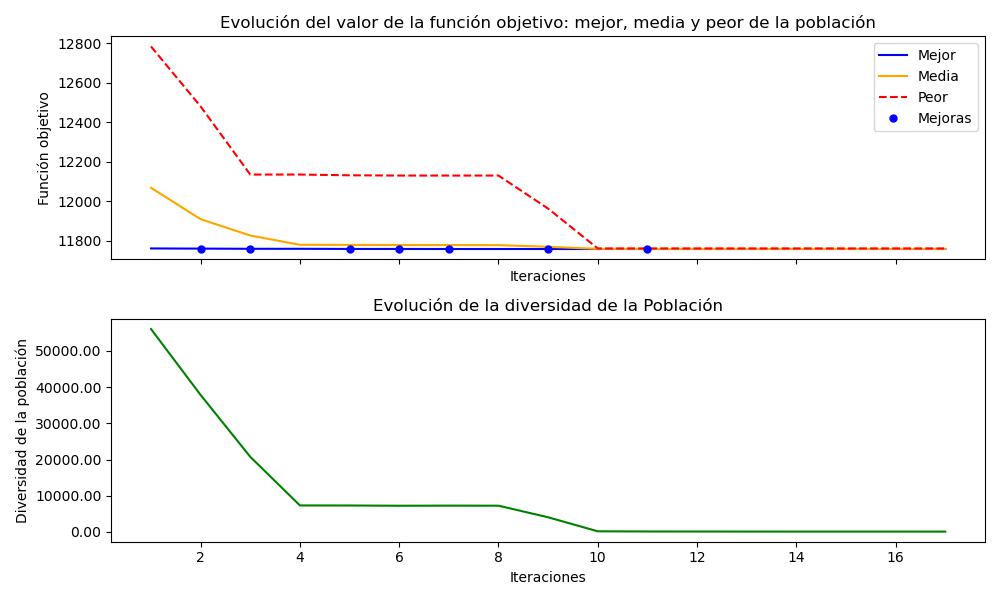 Evolución del valor de la función objetivo: mejor, media y peor de la población
Función objetivo
12800
12600
12400
12200
12000
11800
Mejor
Media
Peor
Mejoras
Iteraciones
Evolución de la diversidad de la Población
Diversidad de la población
50000.00
40000.00
30000.00
20000.00
10000.00
0.00
2 4 6 8 10 12 14 16
Iteraciones